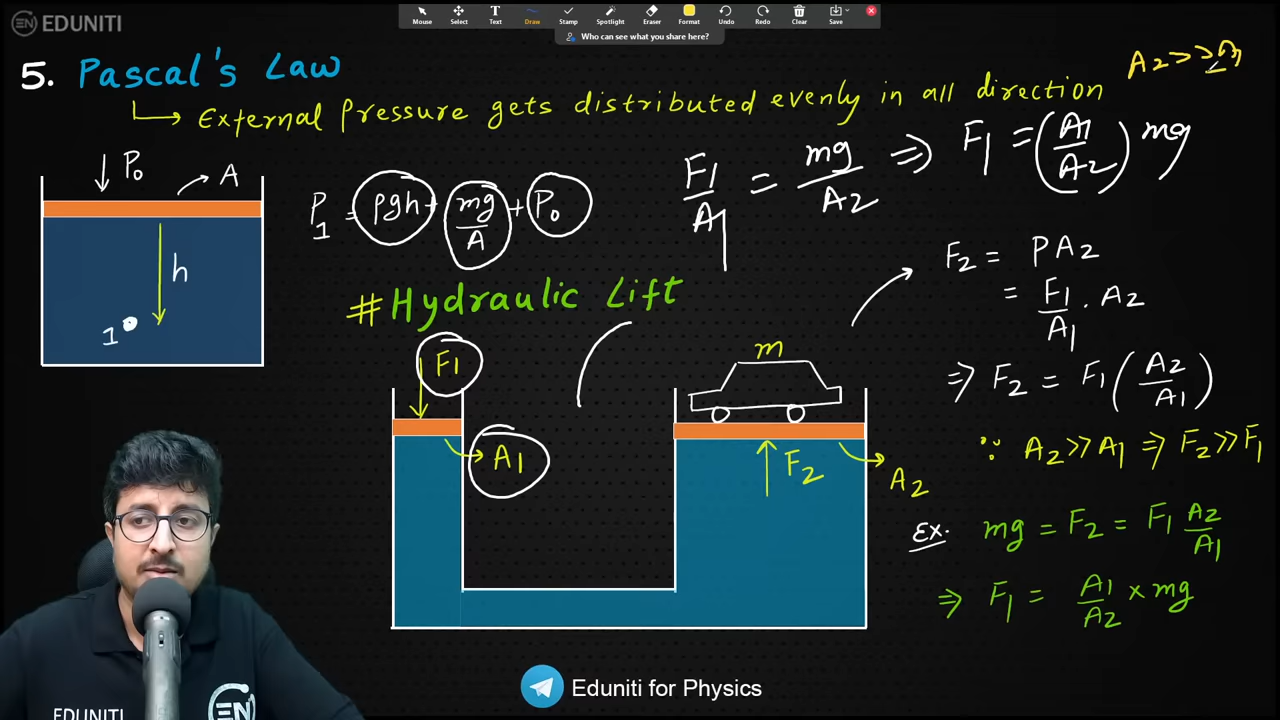 EDUNITI
Mouse Select Text Draw Stamp Spotlight Eraser Format Undo Redo Clear Save
Who can see what you share here?
5. Pascal's Law
A2 >>
External Pressure gets distributed evenly in all direction
P0
A
h
1
P1 = ρgh + mg/A + P0
F1/A1 = mg/A2 ⇒ F1 = (A1/A2) mg
# Hydraulic Lift
F1
A1
m
F2
A2
F2 = PA2
= F1/A1 . A2
⇒ F2 = F1 (A2/A1)
∵ A2 >> A1 ⇒ F2 >> F1
Ex. mg = F2 = F1 A2/A1
⇒ F1 = A1/A2 × mg
Eduniti for Physics
EDUNITI
EN